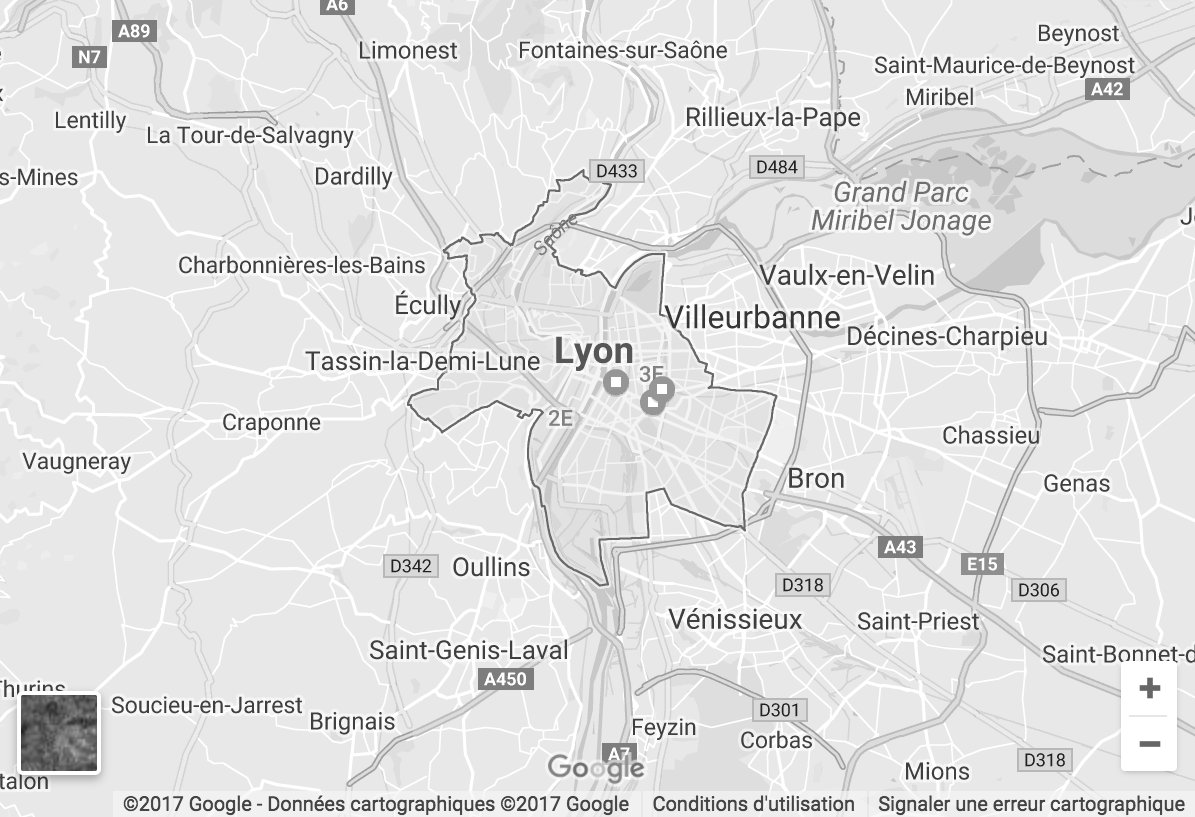 A6
A89
Limonest
Fontaines-sur-Saône
Beynost
N7
Saint-Maurice-de-Beynost
A42
Miribel
Lentilly
La Tour-de-Salvagny
Rillieux-la-Pape
D433
D484
s-Mines
Dardilly
Grand Parc
Miribel Jonage
Saône
Charbonnières-les-Bains
Vaulx-en-Velin
Écully
Villeurbanne
Décines-Charpieu
Lyon
Tassin-la-Demi-Lune
3E
2E
Craponne
Chassieu
Vaugneray
Bron
Genas
A43
D342
Oullins
E15
D318
D306
Vénissieux
Saint-Priest
Saint-Genis-Laval
Saint-Bonnet-d
A450
Thurins
Soucieu-en-Jarrest
Brignais
D301
Feyzin
Corbas
A7
D318
Google
Mions
talon
©2017 Google - Données cartographiques ©2017 Google
Conditions d'utilisation
Signaler une erreur cartographique